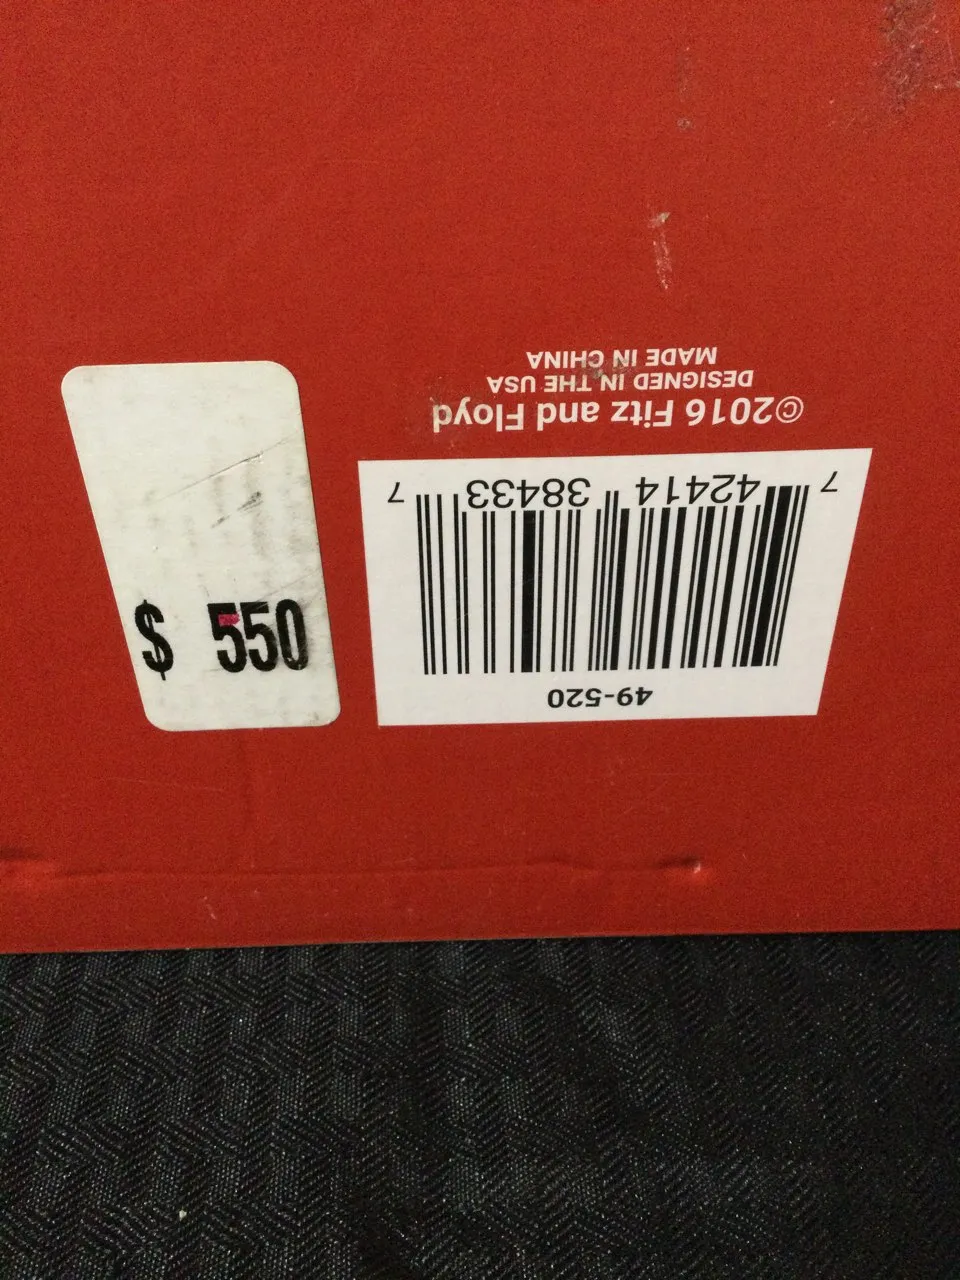 ©2016 Fitz and Floyd
DESIGNED IN THE USA
MADE IN CHINA
7 42414 38433 7
49-520
$ 550